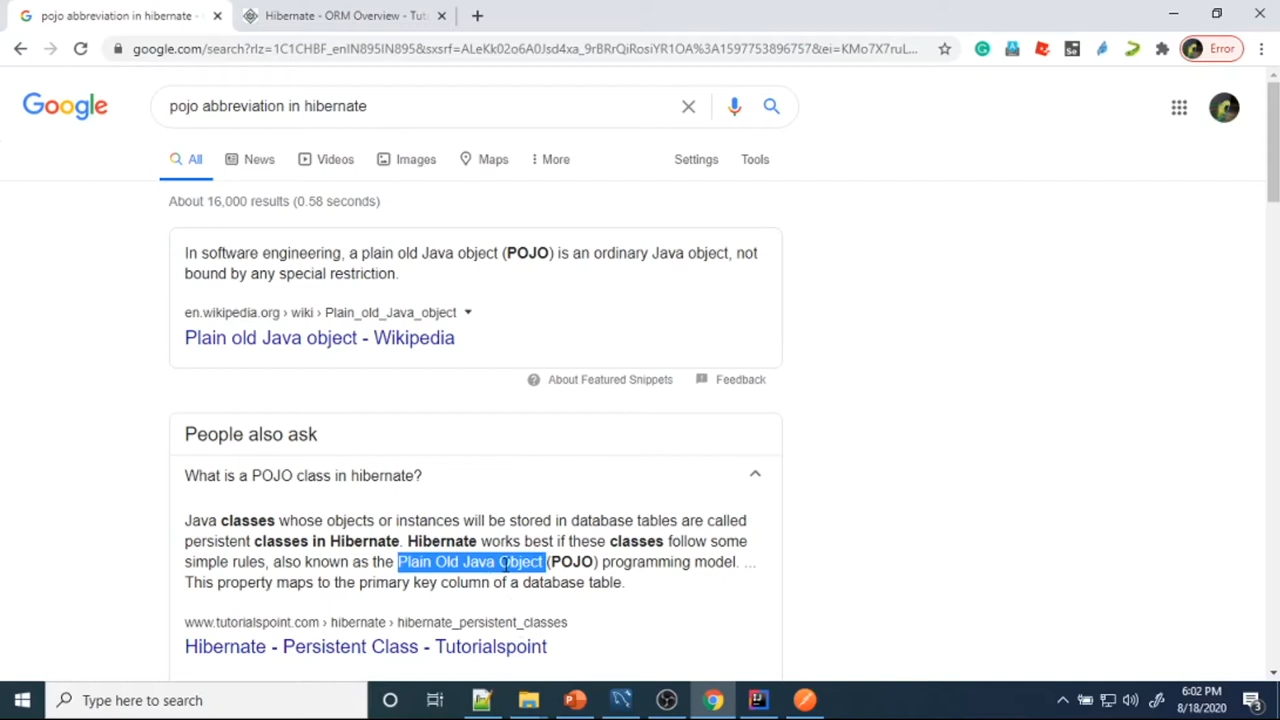 pojo abbreviation in hibernate -
Hibernate - ORM Overview - Tut
google.com/search?rlz=1C1CHBF_enIN895IN895&sxsrf=ALeKk02o6A0Jsd4xa_9rBRrQiRosiYR1OA%3A1597753896757&ei=KMo7X7ruL...
Error
Google
pojo abbreviation in hibernate
All
News
Videos
Images
Maps
More
Settings
Tools
About 16,000 results (0.58 seconds)
In software engineering, a plain old Java object (POJO) is an ordinary Java object, not
bound by any special restriction.
en.wikipedia.org › wiki › Plain_old_Java_object
Plain old Java object - Wikipedia
About Featured Snippets
Feedback
People also ask
What is a POJO class in hibernate?
Java classes whose objects or instances will be stored in database tables are called
persistent classes in Hibernate. Hibernate works best if these classes follow some
simple rules, also known as the Plain Old Java Object (POJO) programming model. ...
This property maps to the primary key column of a database table.
www.tutorialspoint.com › hibernate › hibernate_persistent_classes
Hibernate - Persistent Class - Tutorialspoint
Type here to search
6:02 PM
8/18/2020
3